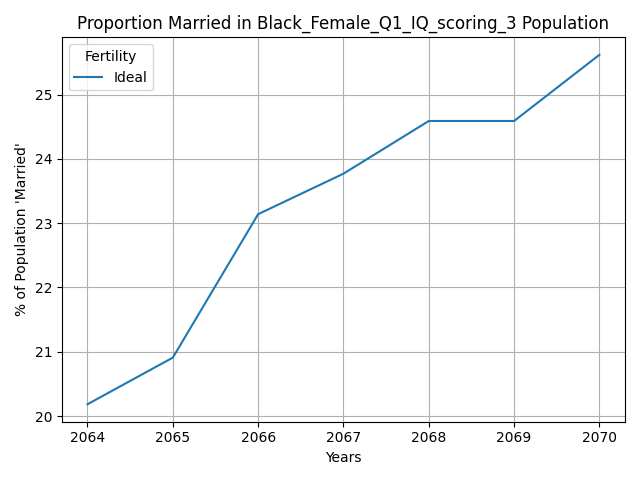 Proportion Married in Black_Female_Q1_IQ_scoring_3 Population
Fertility
Ideal
% of Population 'Married'
25
24
23
22
21
20
2064 2065 2066 2067 2068 2069 2070
Years